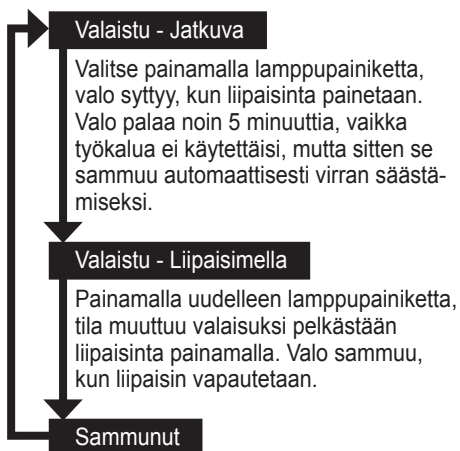 Valaistu - Jatkuva
Valitse painamalla lamppupainiketta,
valo syttyy, kun liipaisinta painetaan.
Valo palaa noin 5 minuuttia, vaikka
työkalua ei käytettäisi, mutta sitten se
sammuu automaattisesti virran säästä-
miseksi.
Valaistu - Liipaisimella
Painamalla uudelleen lamppupainiketta,
tila muuttuu valaisuksi pelkästään
liipaisinta painamalla. Valo sammuu,
kun liipaisin vapautetaan.
Sammunut